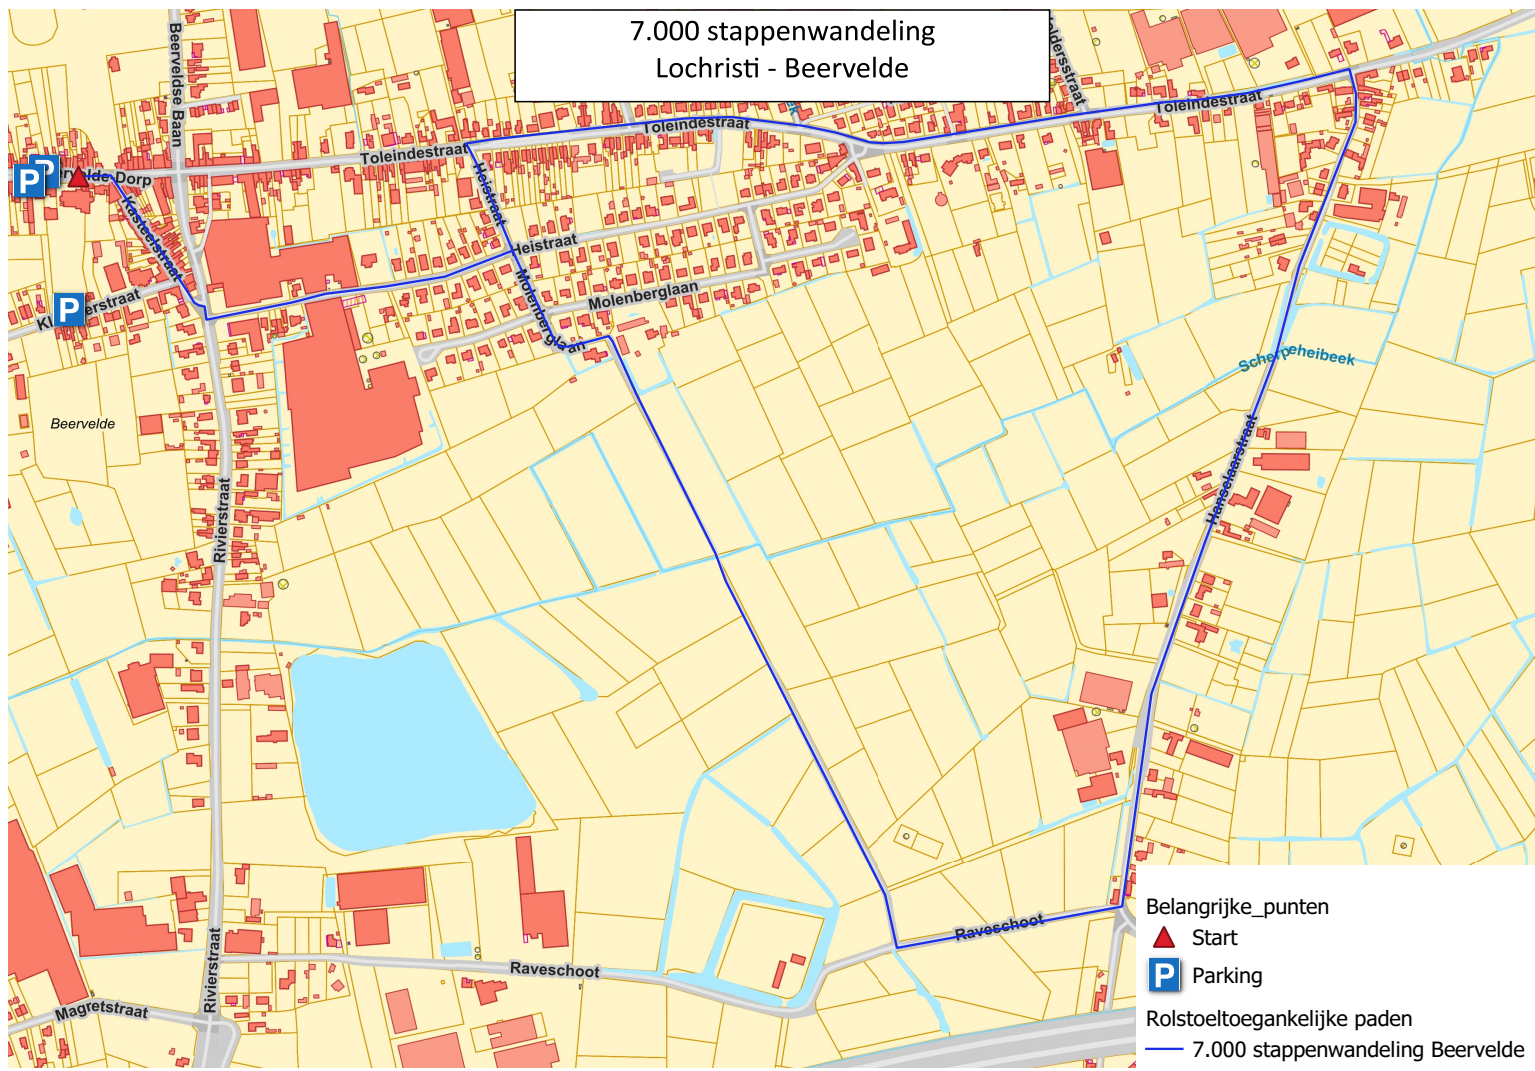 7.000 stappenwandeling
Lochristi - Beervelde
Beerveldse Baan
Toleindestraat
Toleindestraat
Toleindestraat
P
P
Dorp
Kasteelstraat
Heistraat
Heistraat
Molenberglaan
Molenberglaan
P
Scherpeheibeek
Beervelde
Hanselaarstraat
Rivierstraat
Raveschoot
Raveschoot
Rivierstraat
Magretstraat
Belangrijke_punten
Start
P Parking
Rolstoeltoegankelijke paden
7.000 stappenwandeling Beervelde